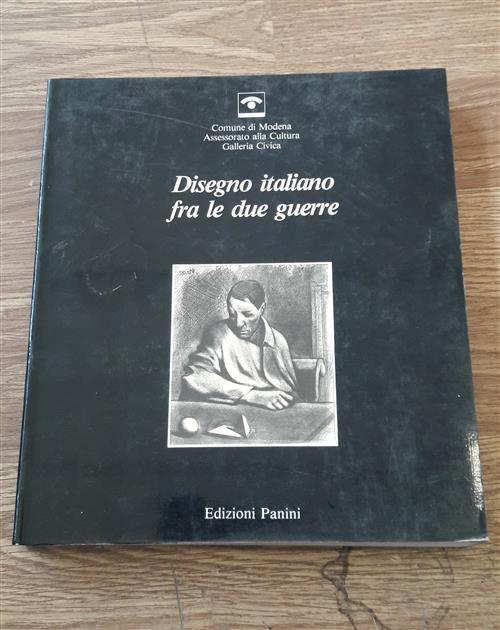 Comune di Modena
Assessorato alla Cultura
Galleria Civica
Disegno italiano
fra le due guerre
Edizioni Panini